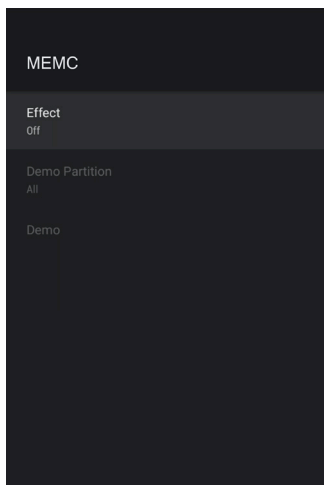 MEMC
Effect
Off
Demo Partition
All
Demo